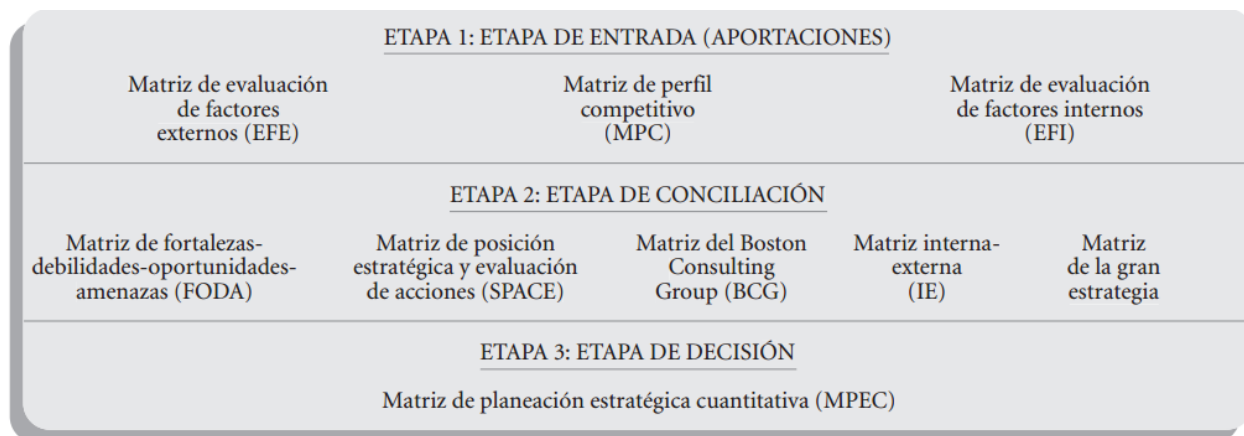 ETAPA 1: ETAPA DE ENTRADA (APORTACIONES)
Matriz de evaluación
de factores
externos (EFE)
Matriz de perfil
competitivo
(MPC)
Matriz de evaluación
de factores internos
(EFI)
ETAPA 2: ETAPA DE CONCILIACIÓN
Matriz de fortalezas-
debilidades-oportunidades-
amenazas (FODA)
Matriz de posición
estratégica y evaluación
de acciones (SPACE)
Matriz del Boston
Consulting
Group (BCG)
Matriz interna-
externa
(IE)
Matriz
de la gran
estrategia
ETAPA 3: ETAPA DE DECISIÓN
Matriz de planeación estratégica cuantitativa (MPEC)